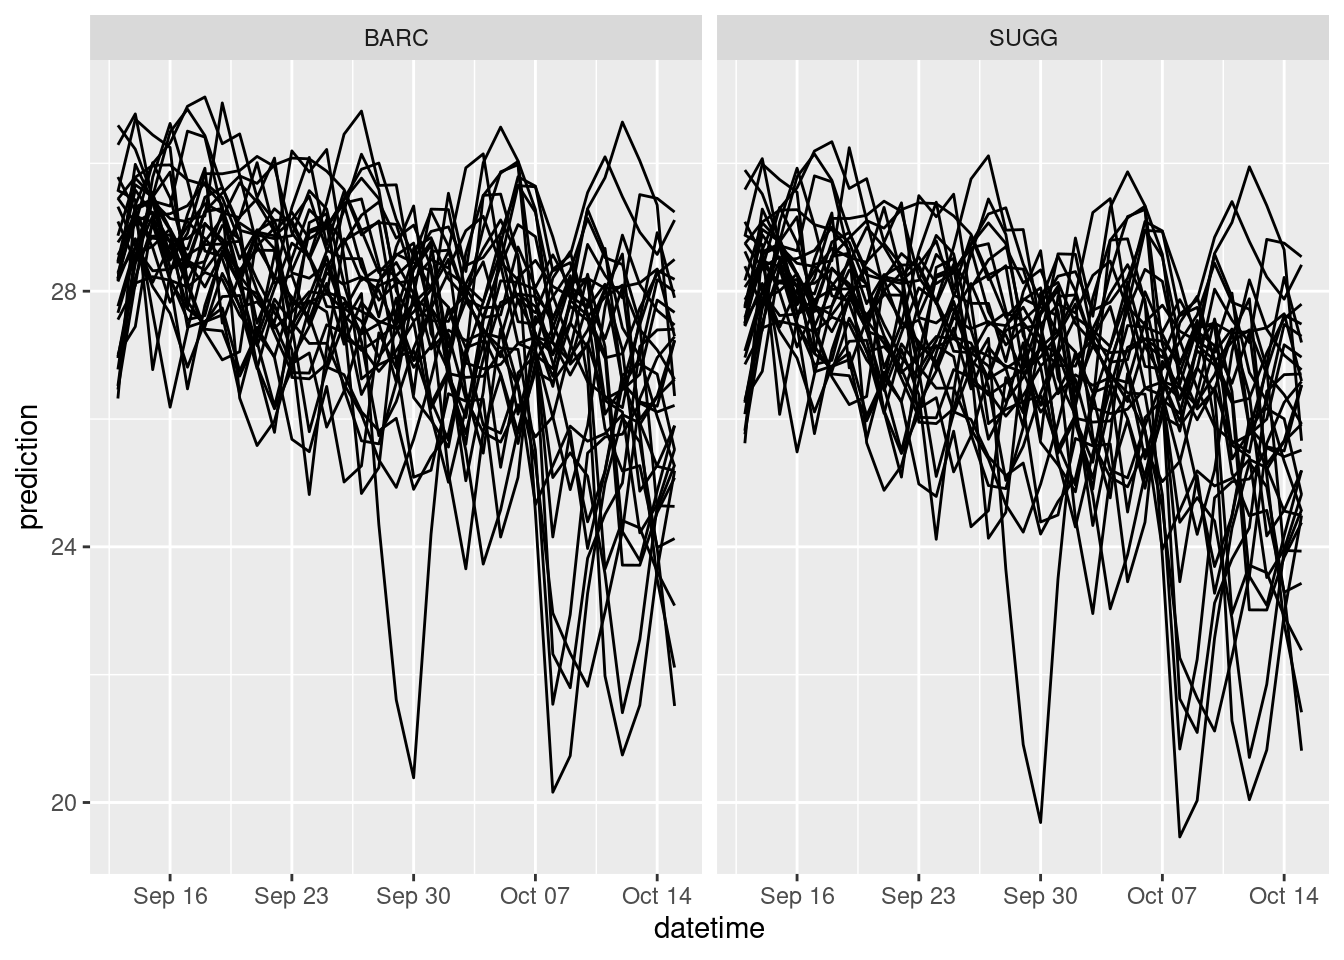 BARC
SUGG
prediction
28
24
20
Sep 16
Sep 23
Sep 30
Oct 07
Oct 14
Sep 16
Sep 23
Sep 30
Oct 07
Oct 14
datetime